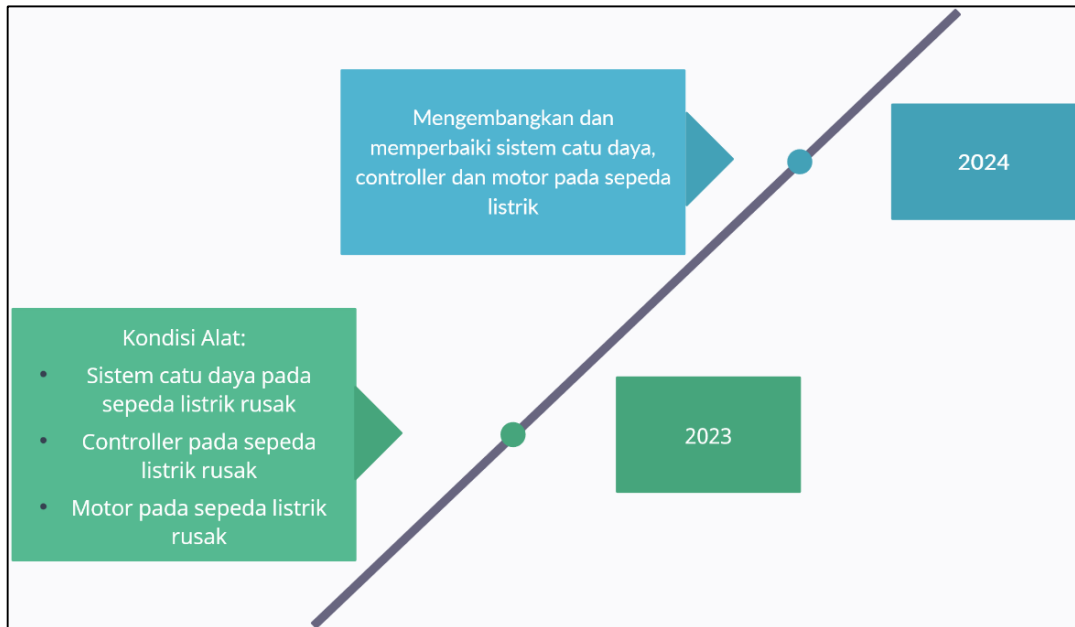 Mengembangkan dan
memperbaiki sistem catu daya,
controller dan motor pada sepeda
listrik
2024
Kondisi Alat:
• Sistem catu daya pada
sepeda listrik rusak
• Controller pada sepeda
listrik rusak
• Motor pada sepeda listrik
rusak
2023